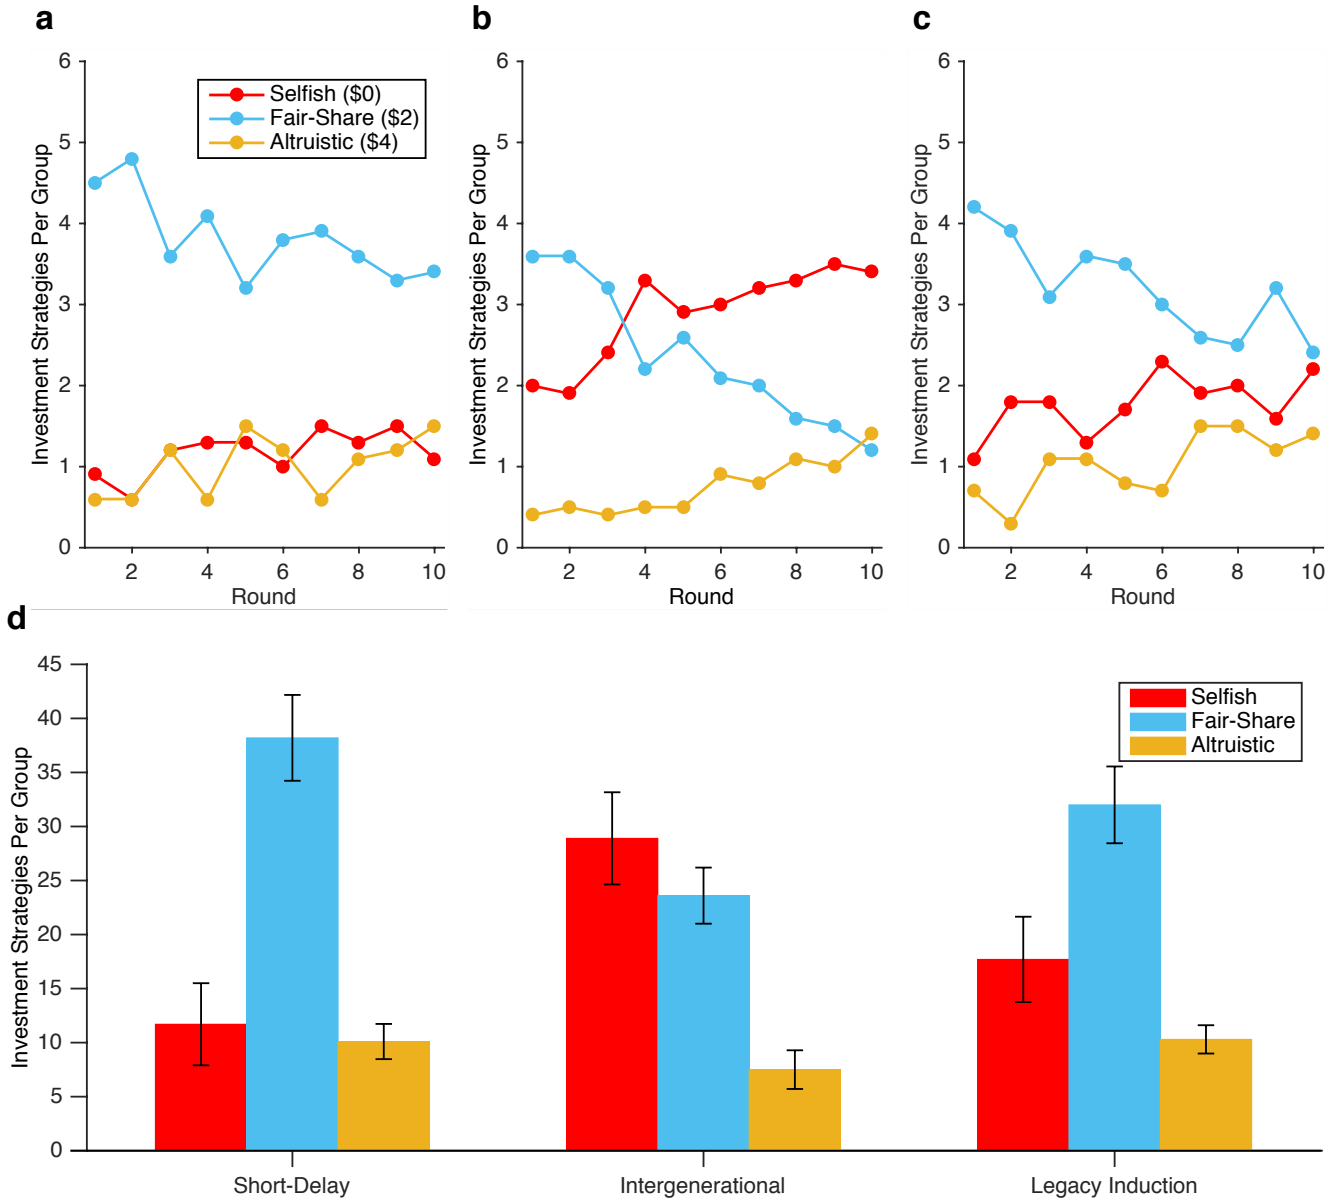 a
b
c
6
5
4
3
2
1
0
Investment Strategies Per Group
Selfish ($0)
Fair-Share ($2)
Altruistic ($4)
2 4 6 8 10
Round
6
5
4
3
2
1
0
Investment Strategies Per Group
2 4 6 8 10
Round
6
5
4
3
2
1
0
Investment Strategies Per Group
2 4 6 8 10
Round
d
45
40
35
30
25
20
15
10
5
0
Investment Strategies Per Group
Selfish
Fair-Share
Altruistic
Short-Delay
Intergenerational
Legacy Induction